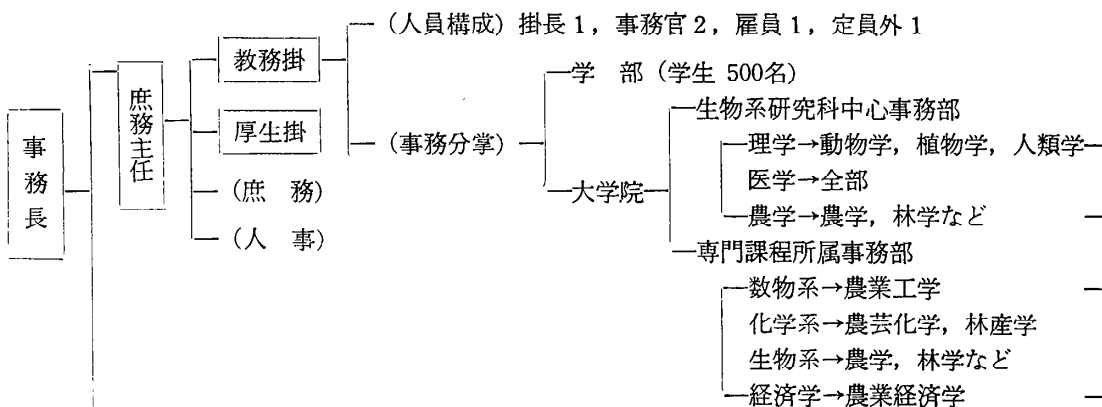 事務長
庶務主任
教務掛
厚生掛
(庶務)
(人事)
(人員構成) 掛長1,事務官2,雇員1,定員外1
(事務分掌)
学部(学生 500名)
大学院
生物系研究科中心事務部
理学→動物学,植物学,人類学
医学→全部
農学→農学,林学など
専門課程所属事務部
数物系→農業工学
化学系→農芸化学,林産学
生物系→農学,林学など
経済学→農業経済学